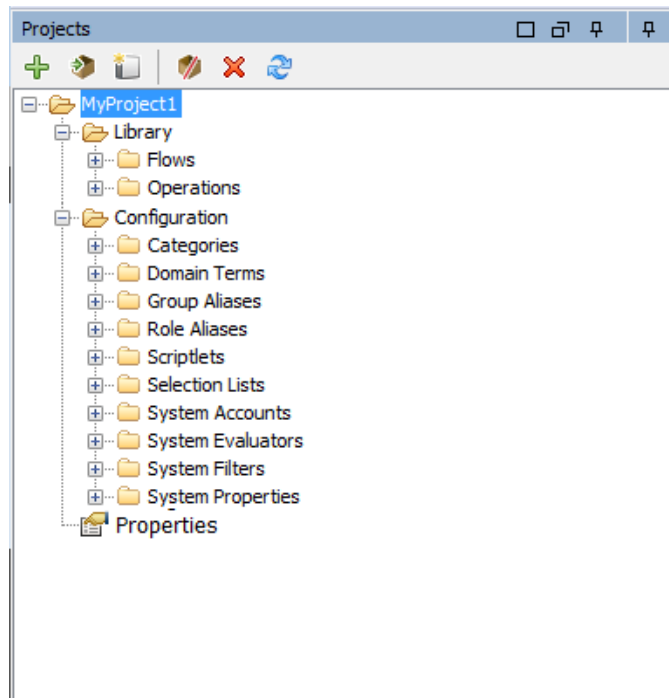 Projects
MyProject1
Library
Flows
Operations
Configuration
Categories
Domain Terms
Group Aliases
Role Aliases
Scriptlets
Selection Lists
System Accounts
System Evaluators
System Filters
System Properties
Properties